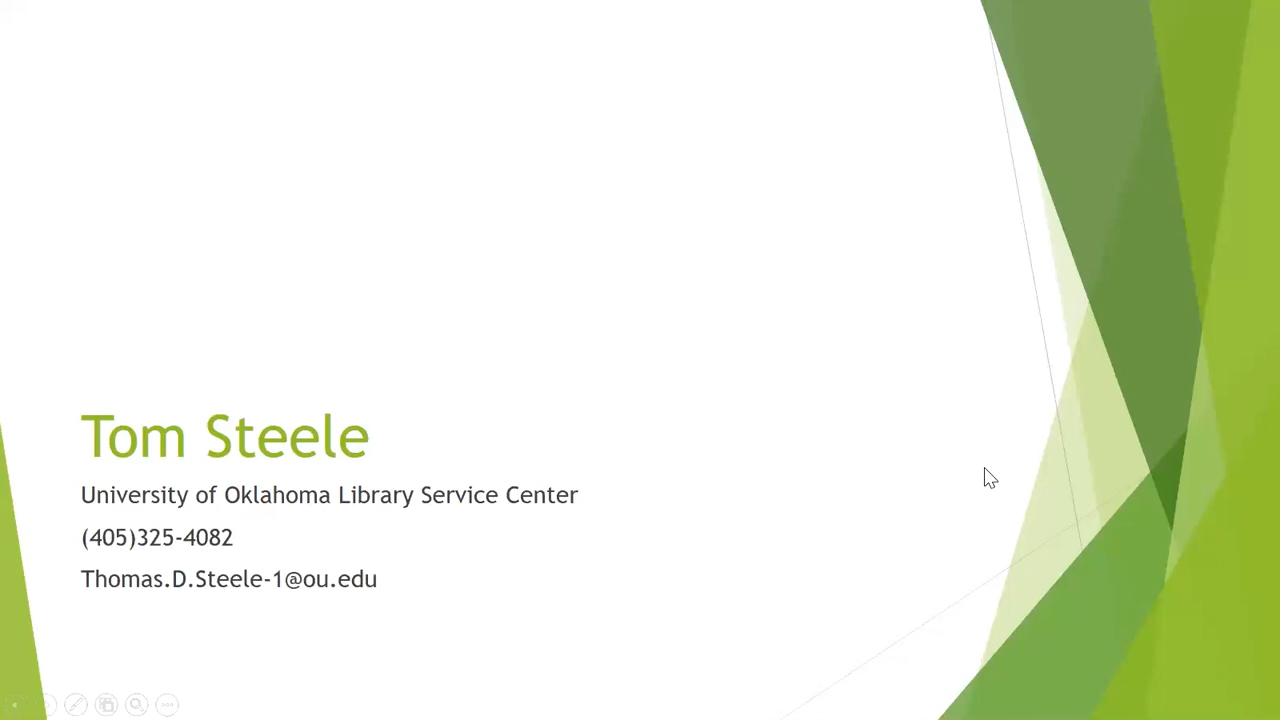 Tom Steele
University of Oklahoma Library Service Center
(405)325-4082
Thomas.D.Steele-1@ou.edu